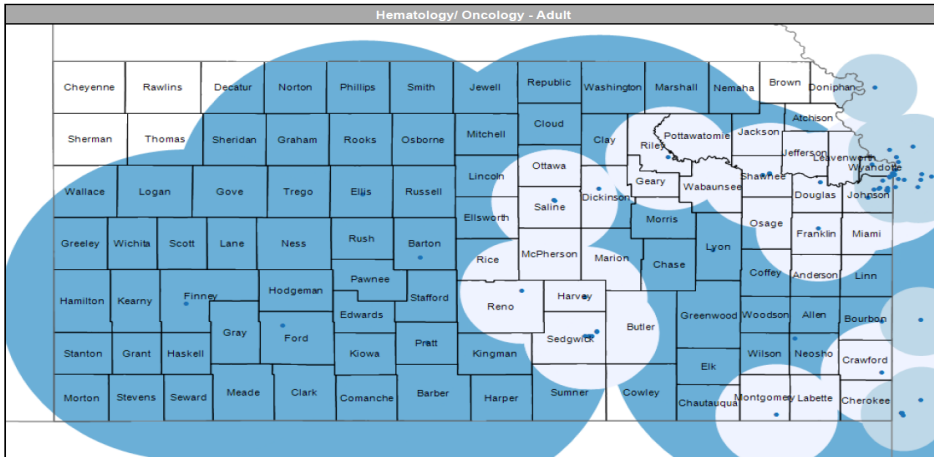 Hematology/ Oncology - Adult
Cheyenne Rawlins Decatur Norton Phillips Smith Jewell Republic Washington Marshall Nemaha Brown Doniphan
Atchison
Sherman Thomas Sheridan Graham Rooks Osborne Mitchell Cloud Clay Riley Pottawatomie Jackson Jefferson Leavenworth
Wyandotte
Ottawa
Lincoln Geary Wabaunsee Shawnee Douglas Johnson
Wallace Logan Gove Trego Ellis Russell Saline Dickinson
Ellsworth Morris Osage Franklin Miami
Greeley Wichita Scott Lane Ness Rush Barton Rice McPherson Marion Chase Lyon
Coffey Anderson Linn
Pawnee
Hamilton Kearny Finney Hodgeman Stafford Reno Harvey
Edwards Greenwood Woodson Allen Bourbon
Gray Ford Butler
Stanton Grant Haskell Kiowa Pratt Kingman Sedgwick Elk Wilson Neosho Crawford
Morton Stevens Seward Meade Clark Comanche Barber Harper Sumner Cowley Chautauqua Montgomery Labette Cherokee